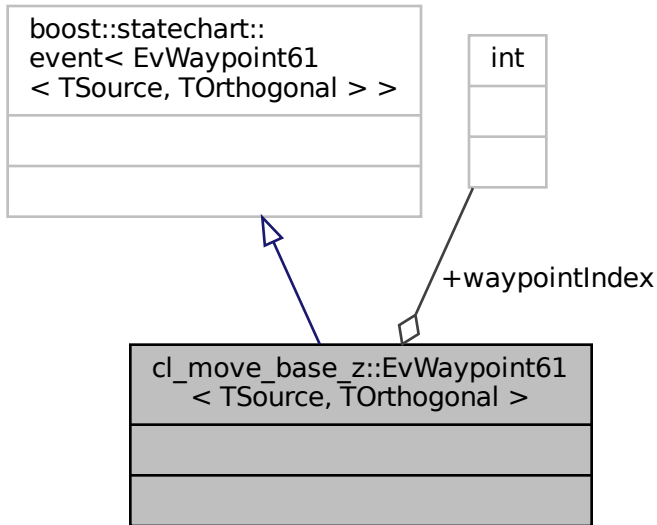 boost::statechart::
event< EvWaypoint61
< TSource, TOrthogonal > >
int
+waypointIndex
cl_move_base_z::EvWaypoint61
< TSource, TOrthogonal >